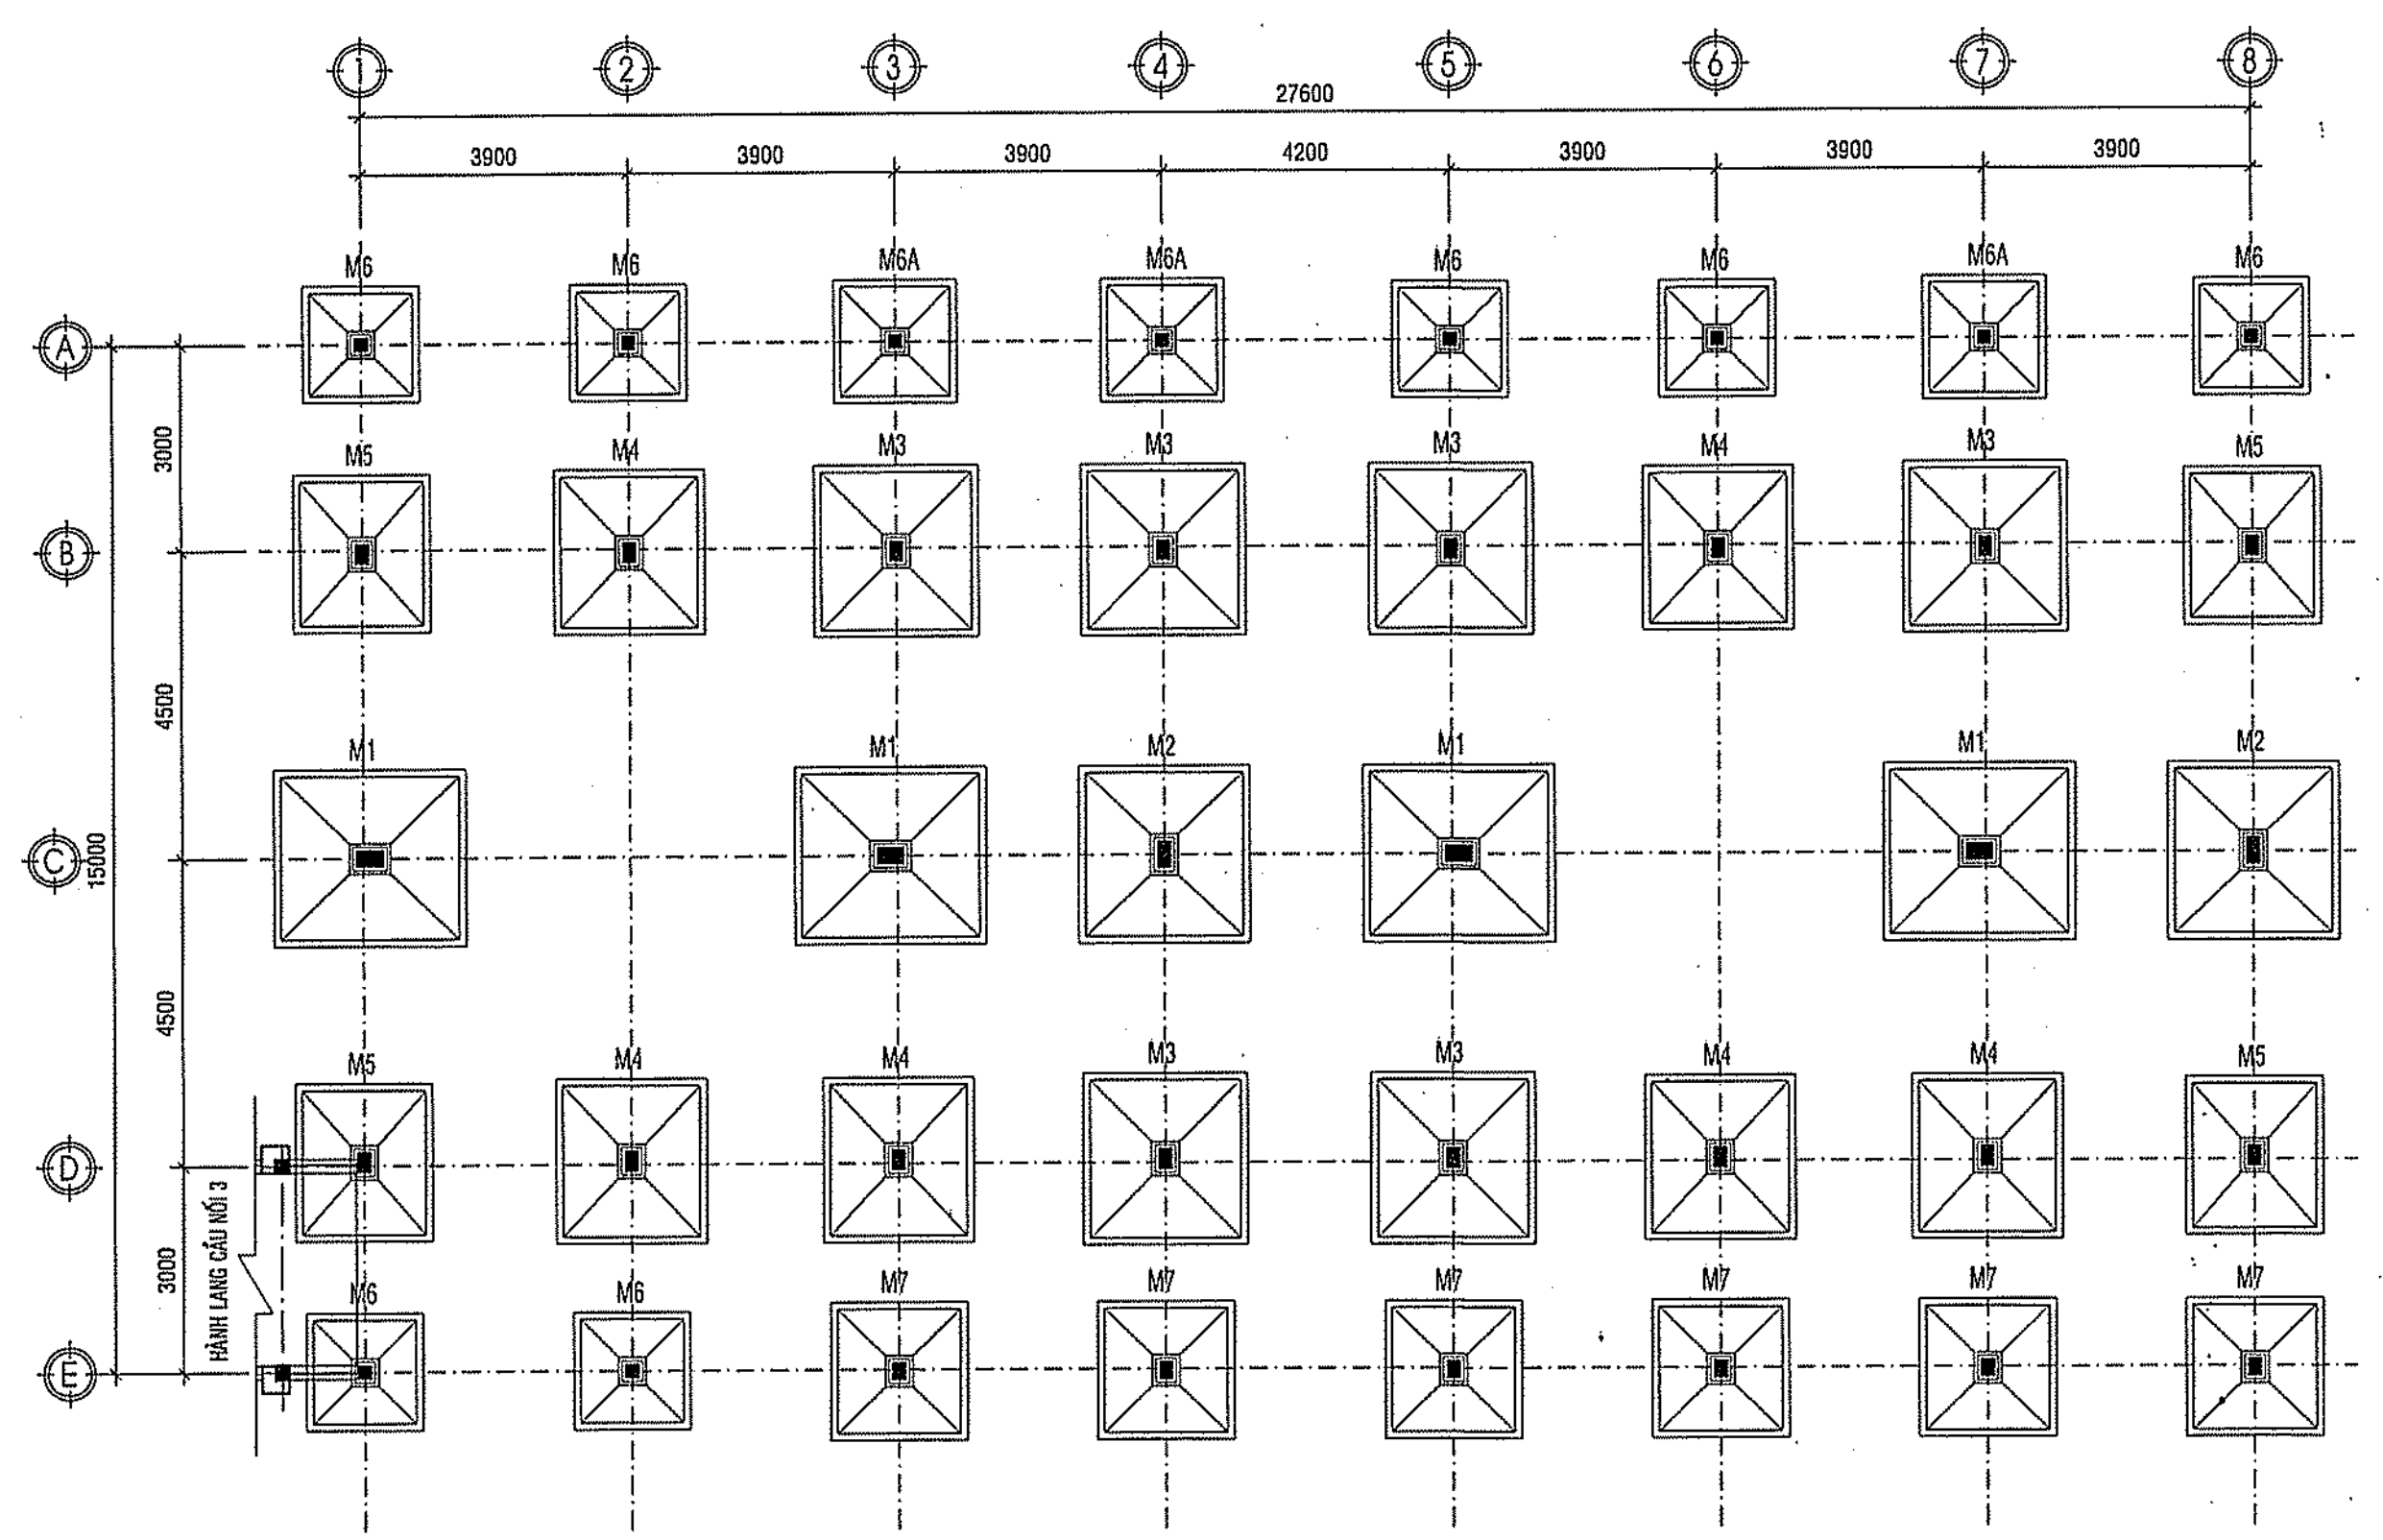 1 2 3 4 5 6 7 8
27600
3900 3900 3900 4200 3900 3900 3900
M6 M6 M6A M6A M6 M6 M6A M6
A
3000
M5 M4 M3 M3 M3 M4 M3 M5
B
4500
M1 M1 M2 M1 M1 M2
C
15000
4500
M5 M4 M4 M3 M3 M4 M4 M5
D
HÀNH LANG CẦU NỐI 3
3000
M6 M6 M7 M7 M7 M7 M7 M7
E